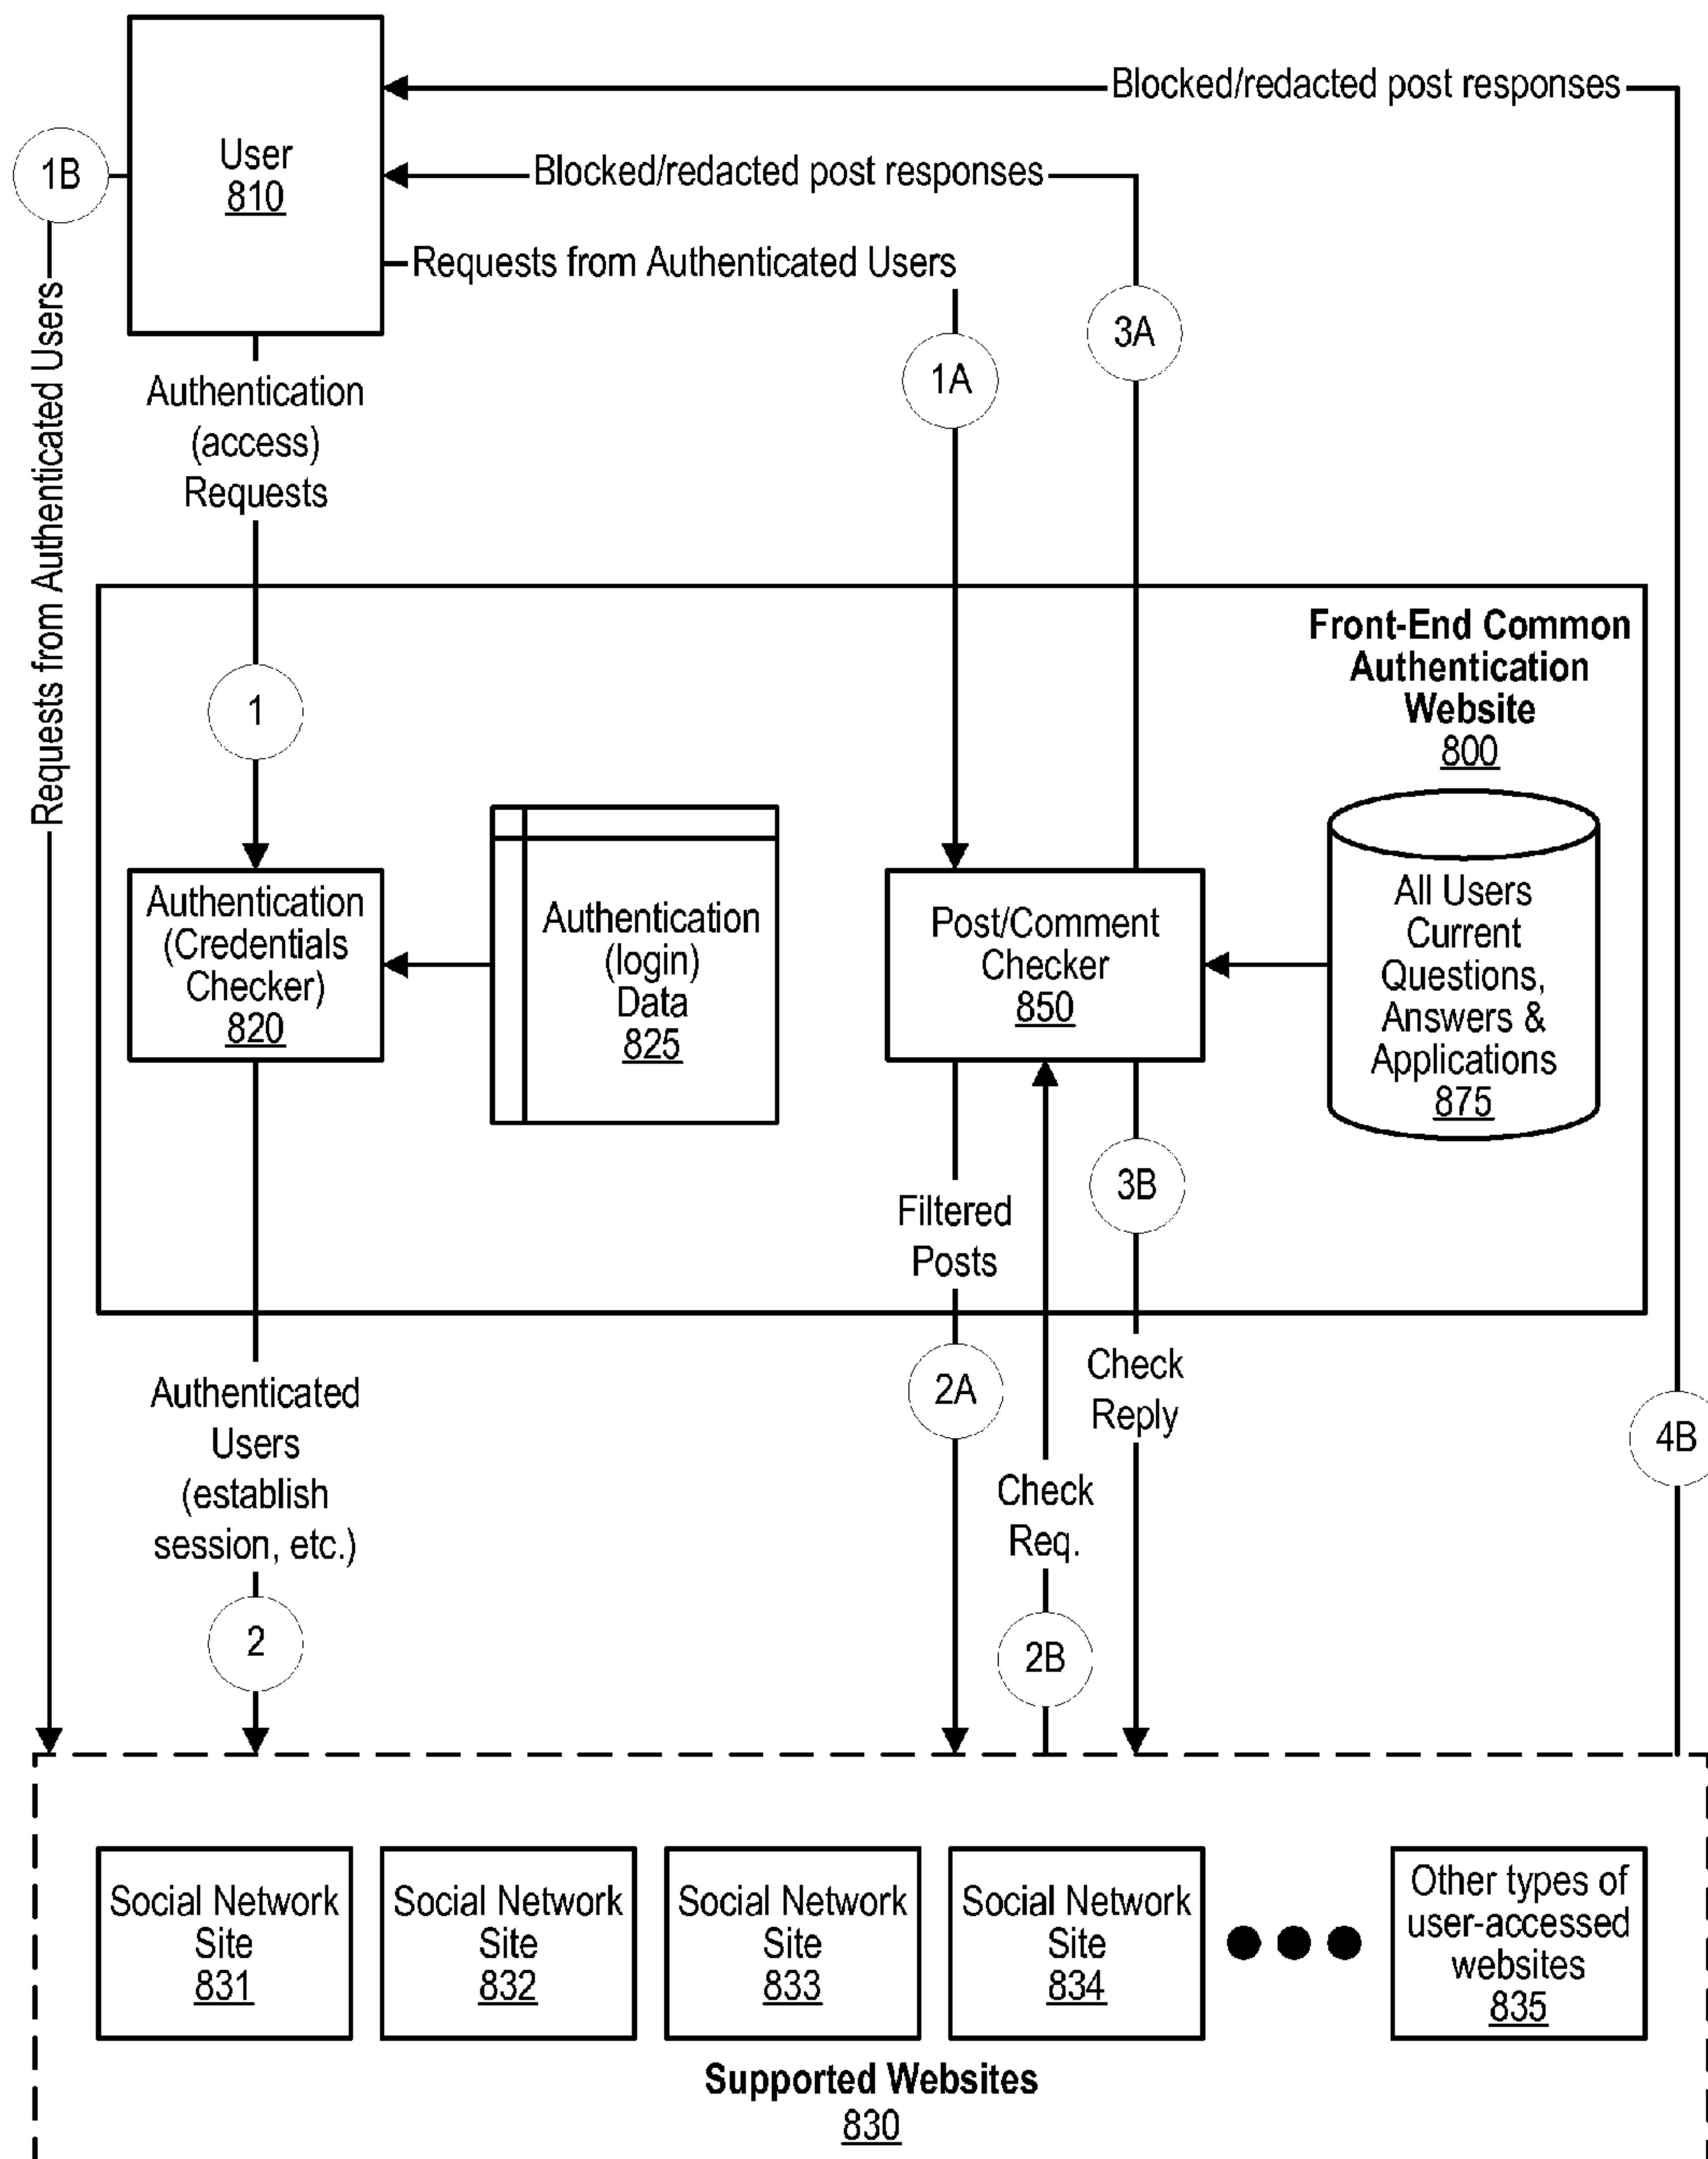 Blocked/redacted post responses
User
810
1B
Blocked/redacted post responses
Requests from Authenticated Users
Requests from Authenticated Users
3A
1A
Authentication
(access)
Requests
Front-End Common
Authentication
Website
800
1
Authentication
(Credentials
Checker)
820
Authentication
(login)
Data
825
Post/Comment
Checker
850
All Users
Current
Questions,
Answers &
Applications
875
3B
Filtered
Posts
2A
Check
Reply
Authenticated
Users
(establish
session, etc.)
4B
Check
Req.
2
2B
Social Network
Site
831
Social Network
Site
832
Social Network
Site
833
Social Network
Site
834
Other types of
user-accessed
websites
835
Supported Websites
830